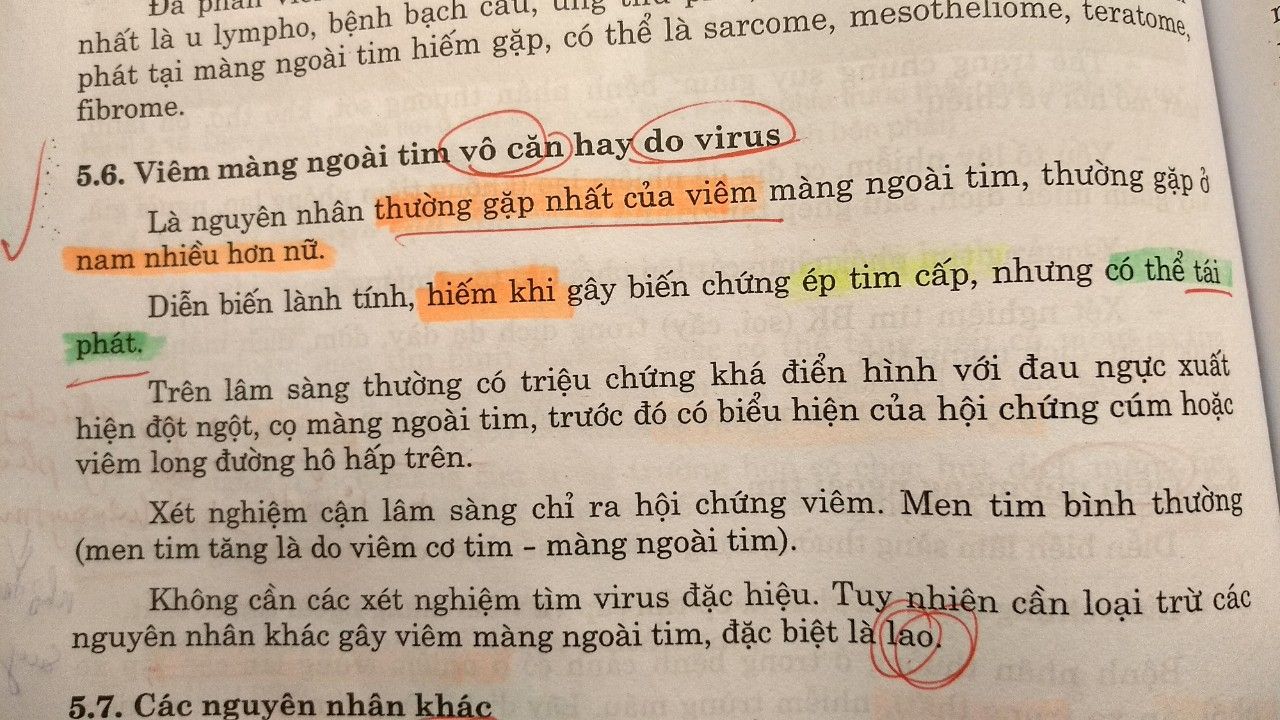 Đa phần
nhất là u lympho, bệnh bạch cầu, ung thư
phát tại màng ngoài tim hiếm gặp, có thể là sarcome, mesotheliome, teratome,
fibrome.
5.6. Viêm màng ngoài tim vô căn hay do virus
Là nguyên nhân thường gặp nhất của viêm màng ngoài tim, thường gặp ở
nam nhiều hơn nữ.
Diễn biến lành tính, hiếm khi gây biến chứng ép tim cấp, nhưng có thể tái
phát.
Trên lâm sàng thường có triệu chứng khá điển hình với đau ngực xuất
hiện đột ngột, cọ màng ngoài tim, trước đó có biểu hiện của hội chứng cúm hoặc
viêm long đường hô hấp trên.
Xét nghiệm cận lâm sàng chỉ ra hội chứng viêm. Men tim bình thường
(men tim tăng là do viêm cơ tim – màng ngoài tim).
Không cần các xét nghiệm tìm virus đặc hiệu. Tuy nhiên cần loại trừ các
nguyên nhân khác gây viêm màng ngoài tim, đặc biệt là lao.
5.7. Các nguyên nhân khác